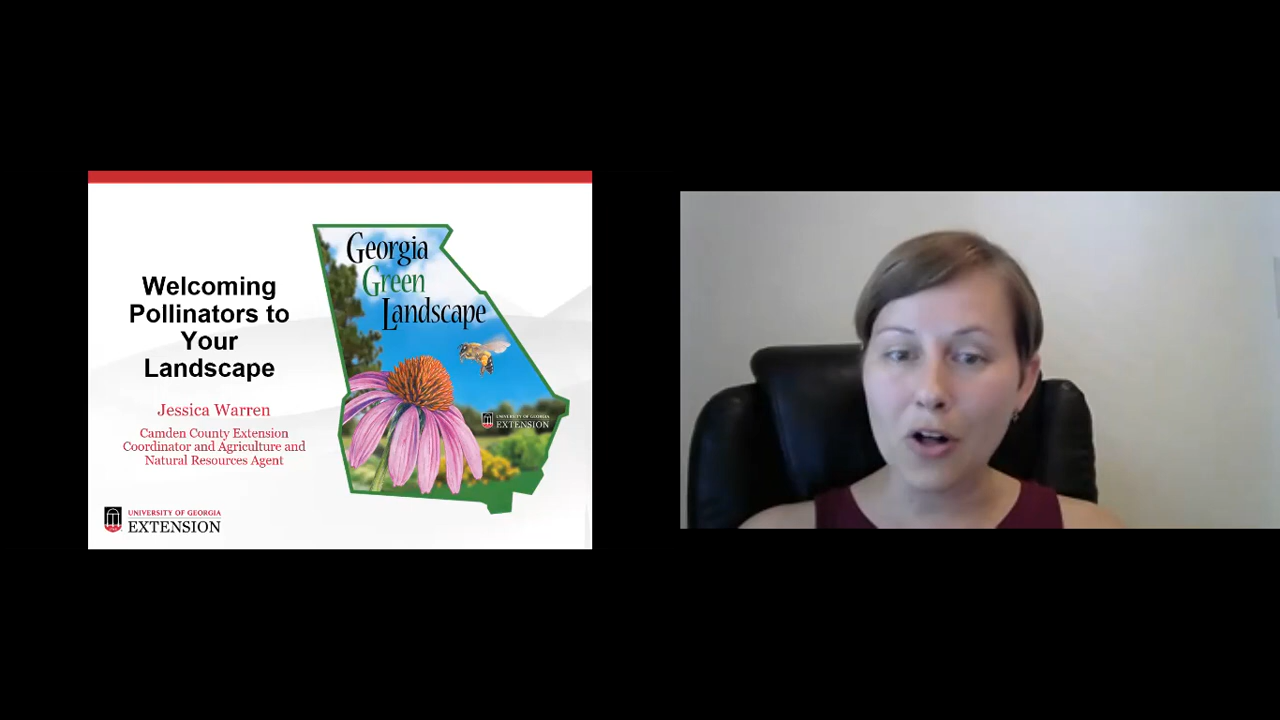 Welcoming
Pollinators to
Your
Landscape
Jessica Warren
Camden County Extension
Coordinator and Agriculture and
Natural Resources Agent
UNIVERSITY OF GEORGIA
EXTENSION
Georgia
Green
Landscape
UNIVERSITY OF GEORGIA
EXTENSION